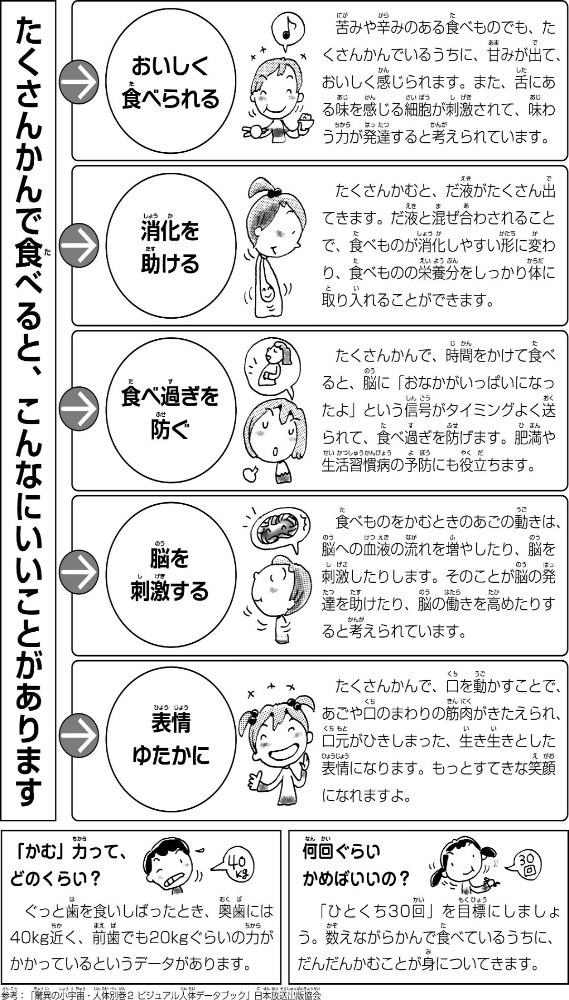 たくさんかんで食べると、こんなにいいことがあります
おいしく
食べられる
苦みや辛みのある食べものでも、た
くさんかんでいるうちに、甘みが出て、
おいしく感じられます。また、舌にあ
る味を感じる細胞が刺激されて、味わ
う力が発達すると考えられています。
消化を
助ける
たくさんかむと、だ液がたくさん出
てきます。だ液と混ぜ合わされること
で、食べものが消化しやすい形に変わ
り、食べものの栄養分をしっかり体に
取り入れることができます。
食べ過ぎを
防ぐ
たくさんかんで、時間をかけて食べ
ると、脳に「おなかがいっぱいになっ
たよ」という信号がタイミングよく送
られて、食べ過ぎを防げます。肥満や
生活習慣病の予防にも役立ちます。
脳を
刺激する
食べものをかむときのあごの動きは、
脳への血液の流れを増やしたり、脳を
刺激したりします。そのことが脳の発
達を助けたり、脳の働きを高めたりす
ると考えられています。
表情
ゆたかに
たくさんかんで、口を動かすことで、
あごや口のまわりの筋肉がきたえられ、
口元がひきしまった、生き生きとした
表情になります。もっとすてきな笑顔
になれますよ。
「かむ」力って、
どのくらい？
40
kg
ぐっと歯を食いしばったとき、奥歯には
40kg近く、前歯でも20kgぐらいの力が
かかっているというデータがあります。
何回ぐらい
かめばいいの？
30
回
「ひとくち30回」を目標にしましょ
う。数えながらかんで食べているうちに、
だんだんかむことが身についてきます。
参考：「驚異の小宇宙・人体別巻2 ビジュアル人体データブック」日本放送出版協会